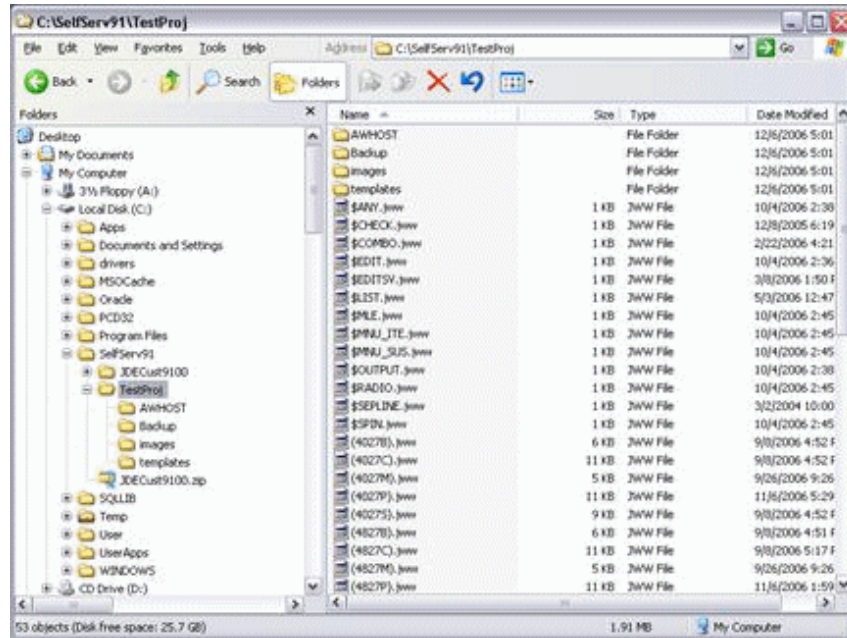 C:\SelfServ91\TestProj
File Edit View Favorites Tools Help Address C:\SelfServ91\TestProj Go
Back Search Folders
Folders
Desktop
My Documents
My Computer
3½ Floppy (A:)
Local Disk (C:)
Apps
Documents and Settings
drivers
MSOCache
Oracle
PCD32
Program Files
SelfServ91
JDECust9100
TestProj
AWHOST
Backup
images
templates
JDECust9100.zip
SQLLIB
Temp
User
UserApps
WINDOWS
CD Drive (D:)
Name Size Type Date Modified
AWHOST File Folder 12/6/2006 5:01
Backup File Folder 12/6/2006 5:01
images File Folder 12/6/2006 5:01
templates File Folder 12/6/2006 5:01
$ANY.jww 1 KB JWW File 10/4/2006 2:38
$CHECK.jww 1 KB JWW File 12/8/2005 6:19
$COMBO.jww 1 KB JWW File 2/22/2006 4:21
$EDIT.jww 1 KB JWW File 10/4/2006 2:36
$EDITSV.jww 1 KB JWW File 3/8/2006 1:50 F
$LIST.jww 1 KB JWW File 5/3/2006 12:47
$MLE.jww 1 KB JWW File 10/4/2006 2:45
$MNU_ITE.jww 1 KB JWW File 10/4/2006 2:45
$MNU_SUS.jww 1 KB JWW File 10/4/2006 2:45
$OUTPUT.jww 1 KB JWW File 10/4/2006 2:38
$RADIO.jww 1 KB JWW File 10/4/2006 2:45
$SEPLINE.jww 1 KB JWW File 3/2/2004 10:00
$SPIN.jww 1 KB JWW File 10/4/2006 2:45
(4027B).jww 6 KB JWW File 9/8/2006 4:52 F
(4027C).jww 11 KB JWW File 9/8/2006 4:52 F
(4027M).jww 5 KB JWW File 9/26/2006 9:26
(4027P).jww 11 KB JWW File 11/6/2006 5:29
(4027S).jww 9 KB JWW File 9/8/2006 4:52 F
(4827B).jww 6 KB JWW File 9/8/2006 4:51 F
(4827C).jww 11 KB JWW File 9/8/2006 5:17 F
(4827M).jww 5 KB JWW File 9/26/2006 9:26
(4827P).jww 11 KB JWW File 11/6/2006 1:59
53 objects (Disk free space: 25.7 GB) 1.91 MB My Computer